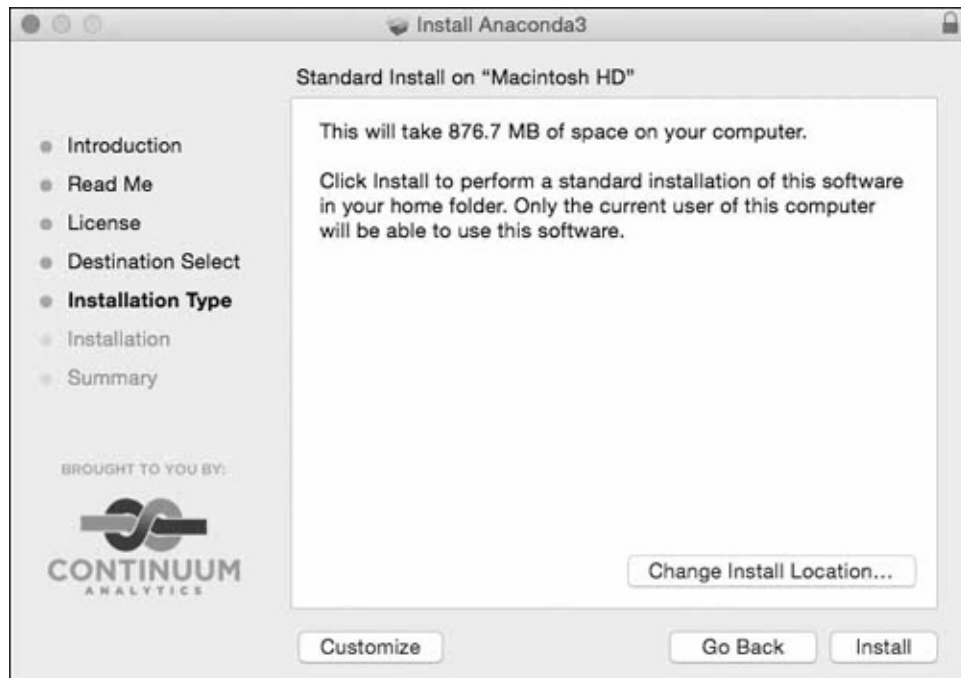 Install Anaconda3
Standard Install on “Macintosh HD”
Introduction
Read Me
License
Destination Select
Installation Type
Installation
Summary
This will take 876.7 MB of space on your computer.
Click Install to perform a standard installation of this software
in your home folder. Only the current user of this computer
will be able to use this software.
BROUGHT TO YOU BY:
CONTINUUM
ANALYTICS
Change Install Location...
Customize
Go Back
Install